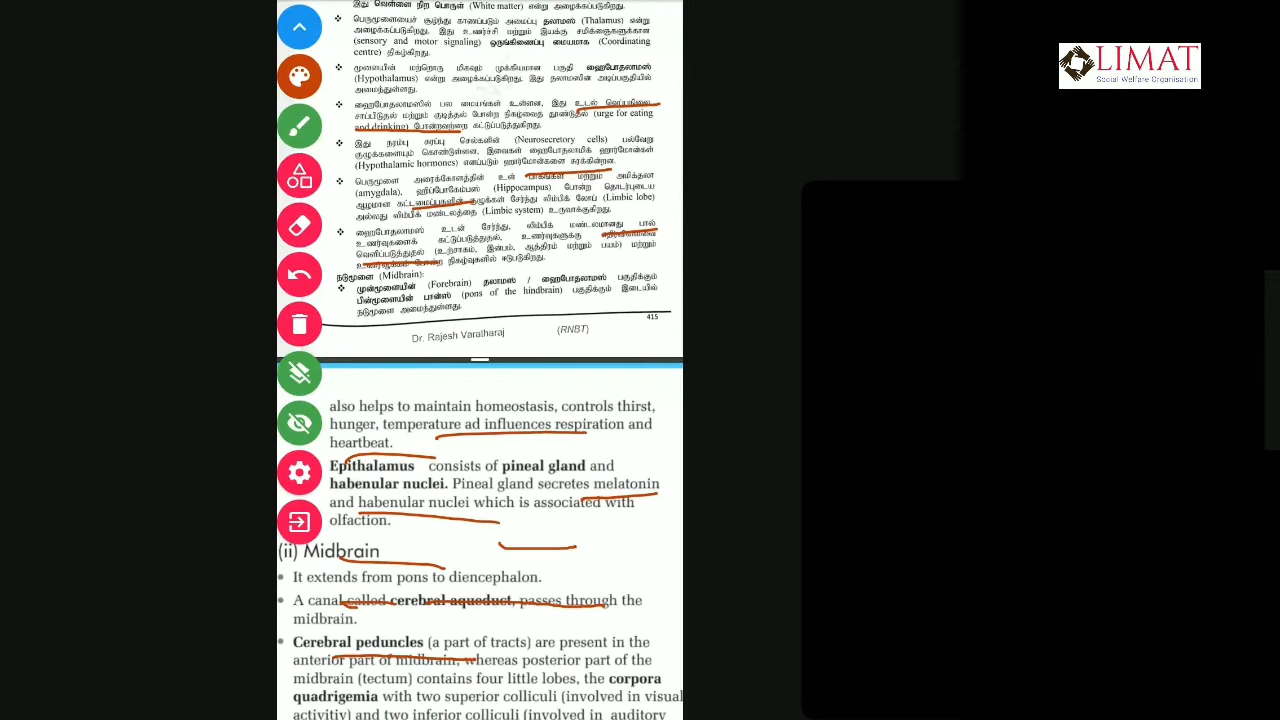 இது வெள்ளை நிற பொருள் (White matter) என்று அழைக்கப்படுகிறது.
❖ பெருமூளையைச் சூழ்ந்து காணப்படும் அமைப்பு தலாமஸ் (Thalamus) என்று
அழைக்கப்படுகிறது. இது உணர்ச்சி மற்றும் இயக்கு சமிக்ஞைகளுக்கான
(sensory and motor signaling) ஒருங்கிணைப்பு மையமாக (Coordinating
centre) திகழ்கிறது.
❖ மூளையின் மற்றொரு மிகவும் முக்கியமான பகுதி ஹைபோதலாமஸ்
(Hypothalamus) என்று அழைக்கப்படுகிறது. இது தலாமஸின் அடிப்பகுதியில்
அமைந்துள்ளது.
❖ ஹைபோதலாமஸில் பல மையங்கள் உள்ளன, இது உடல் வெப்பநிலை,
சாப்பிடுதல் மற்றும் குடித்தல் போன்ற நிகழ்வைத் தூண்டுதல் (urge for eating
and drinking) போன்றவற்றை கட்டுப்படுத்துகிறது.
❖ இது நரம்பு சுரப்பு செல்களின் (Neurosecretory cells) பல்வேறு
குழுக்களையும் கொண்டுள்ளன, இவைகள் ஹைபோதலாமிக் ஹார்மோன்கள்
(Hypothalamic hormones) எனப்படும் ஹார்மோன்களை சுரக்கின்றன.
❖ பெருமூளை அரைக்கோளத்தின் உள் பாகங்கள் மற்றும் அமிக்தலா
(amygdala), ஹிப்போகேம்பஸ் (Hippocampus) போன்ற தொடர்புடைய
ஆழமான கட்டமைப்புகளின் குழுக்கள் சேர்ந்து லிம்பிக் லோப் (Limbic lobe)
அல்லது லிம்பிக் மண்டலத்தை (Limbic system) உருவாக்குகிறது.
❖ ஹைபோதலாமஸ் உடன் சேர்ந்து, லிம்பிக் மண்டலமானது பால்
உணர்வுகளைக் கட்டுப்படுத்துதல், உணர்வுகளுக்கு எதிர்வினையை
வெளிப்படுத்துதல் (உற்சாகம், இன்பம், ஆத்திரம் மற்றும் பயம்) மற்றும்
போன்ற நிகழ்வுகளில் ஈடுபடுகிறது.
நடுமூளை (Midbrain):
❖ முன்மூளையின் (Forebrain) தலாமஸ் / ஹைபோதலாமஸ் பகுதிக்கும்
பின்மூளையின் பான்ஸ் (pons of the hindbrain) பகுதிக்கும் இடையில்
நடுமூளை அமைந்துள்ளது.
415
Dr. Rajesh Varatharaj (RNBT)
also helps to maintain homeostasis, controls thirst,
hunger, temperature ad influences respiration and
heartbeat.
Epithalamus consists of pineal gland and
habenular nuclei. Pineal gland secretes melatonin
and habenular nuclei which is associated with
olfaction.
(ii) Midbrain
• It extends from pons to diencephalon.
• A canal called cerebral aqueduct, passes through the
midbrain.
• Cerebral peduncles (a part of tracts) are present in the
anterior part of midbrain, whereas posterior part of the
midbrain (tectum) contains four little lobes, the corpora
quadrigemia with two superior colliculi (involved in visual
activitiy) and two inferior colliculi (involved in auditory
LIMAT
Social Welfare Organisation